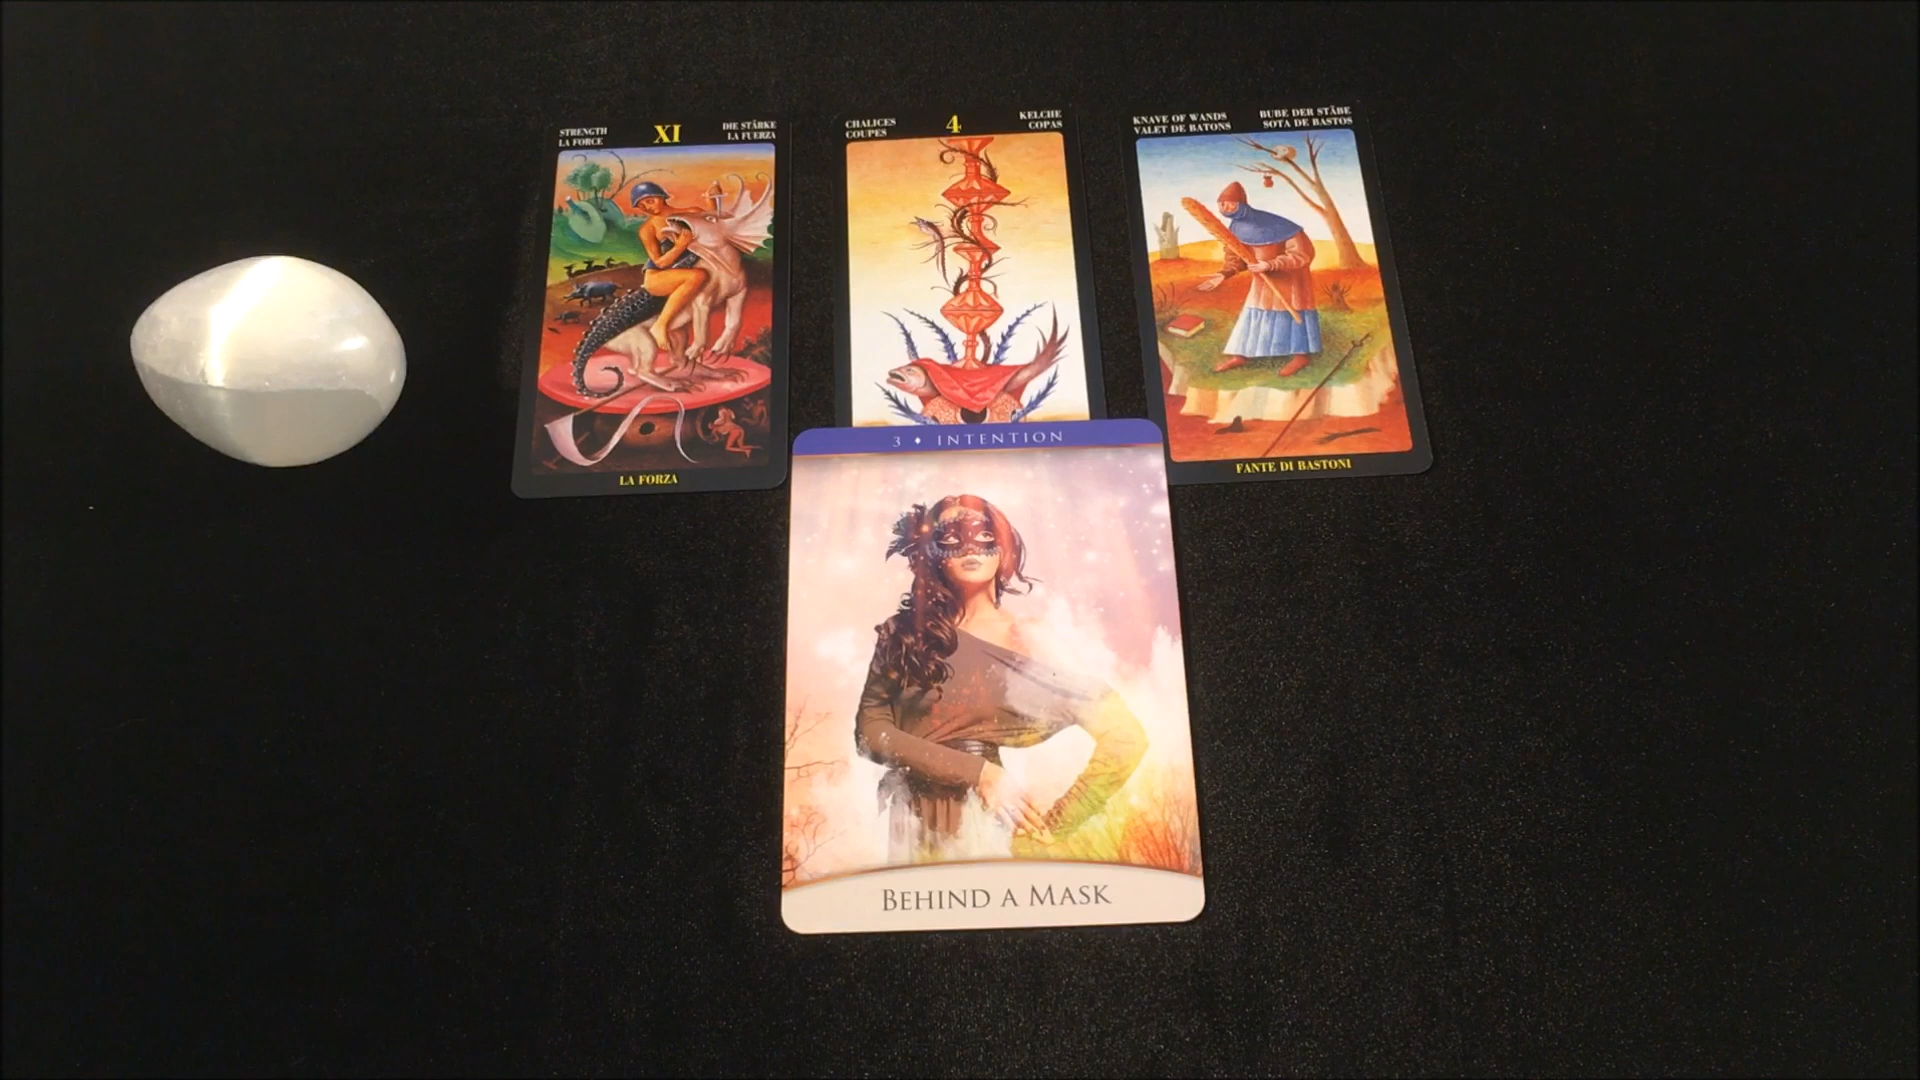 STRENGTH
LA FORCE
XI
DIE STÄRKE
LA FUERZA
LA FORZA
CHALICES
COUPES
4
KELCHE
COPAS
KNAVE OF WANDS
VALET DE BATONS
BUBE DER STÄBE
SOTA DE BASTOS
FANTE DI BASTONI
3 ♦ INTENTION
BEHIND A MASK